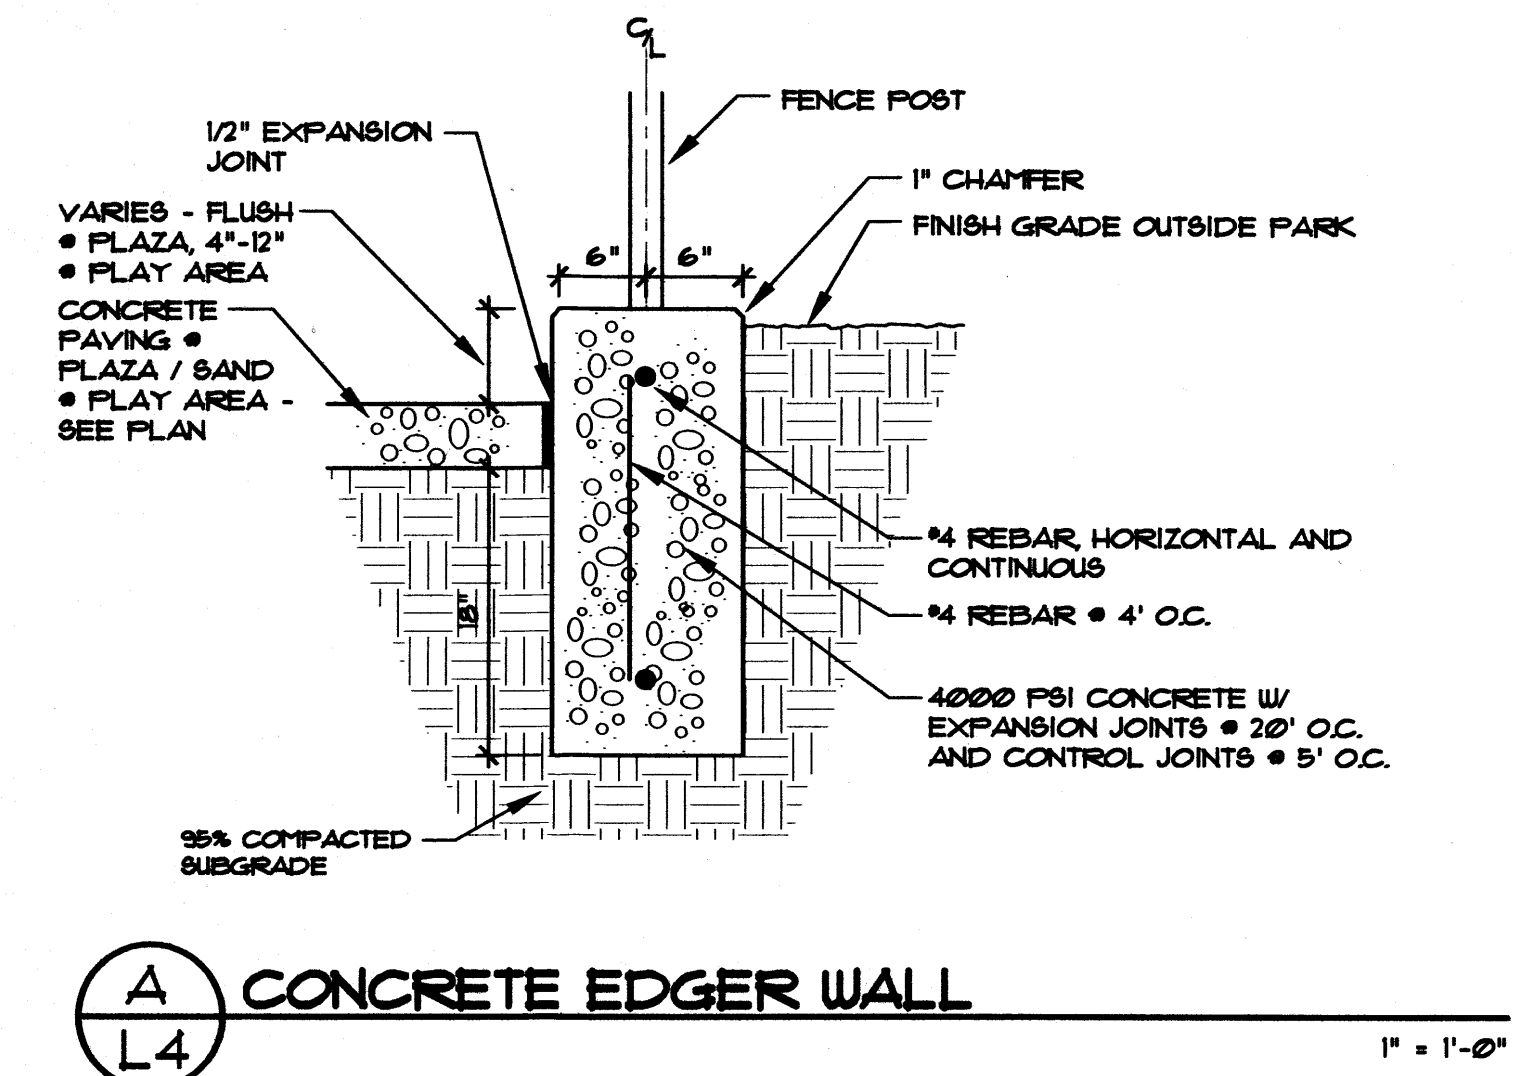 CL
FENCE POST
1/2" EXPANSION
JOINT
1" CHAMFER
VARIES - FLUSH
@ PLAZA, 4"-12"
@ PLAY AREA
FINISH GRADE OUTSIDE PARK
6" 6"
CONCRETE
PAVING @
PLAZA / SAND
@ PLAY AREA -
SEE PLAN
#4 REBAR, HORIZONTAL AND
CONTINUOUS
18"
#4 REBAR @ 4' O.C.
4000 PSI CONCRETE W/
EXPANSION JOINTS @ 20' O.C.
AND CONTROL JOINTS @ 5' O.C.
95% COMPACTED
SUBGRADE
A
L4
CONCRETE EDGER WALL
1" = 1'-0"